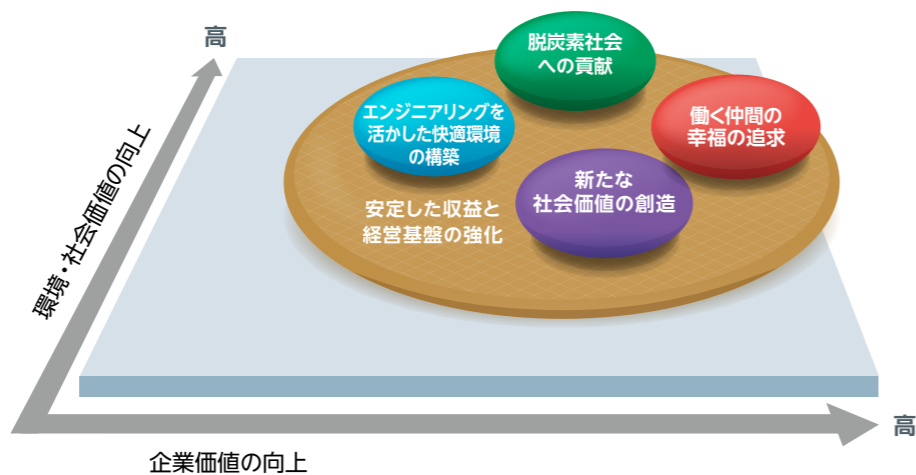 高
脱炭素社会
への貢献
エンジニアリングを
活かした快適環境
の構築
働く仲間の
幸福の追求
新たな
社会価値の創造
安定した収益と
経営基盤の強化
環境・社会価値の向上
高
企業価値の向上